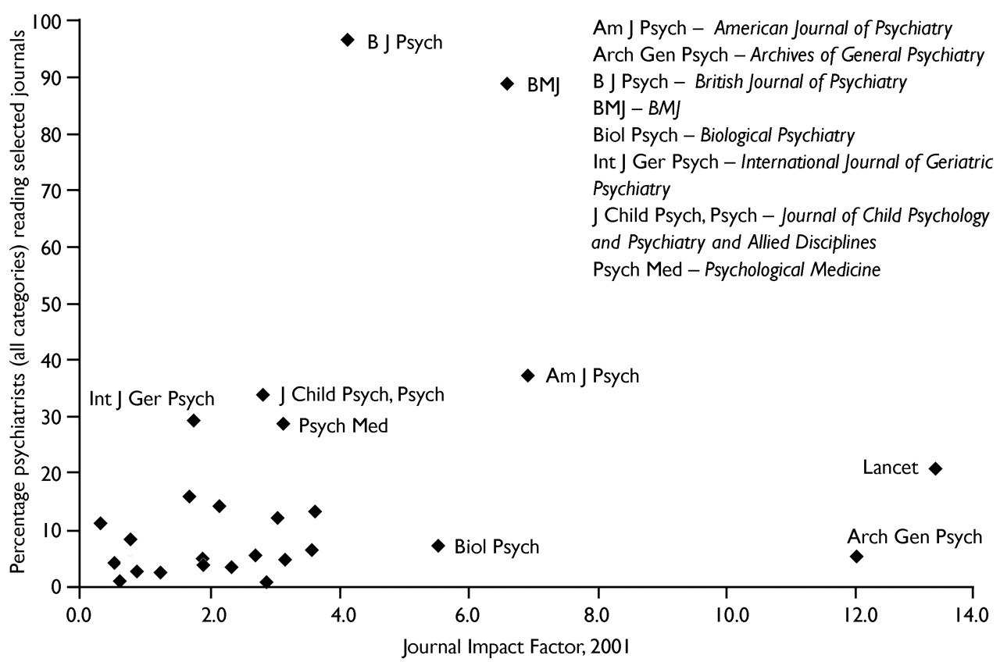 100
90
80
70
60
50
40
30
20
10
0
Percentage psychiatrists (all categories) reading selected journals
B J Psych
BMJ
Am J Psych – American Journal of Psychiatry
Arch Gen Psych – Archives of General Psychiatry
B J Psych – British Journal of Psychiatry
BMJ – BMJ
Biol Psych – Biological Psychiatry
Int J Ger Psych – International Journal of Geriatric
Psychiatry
J Child Psych, Psych – Journal of Child Psychology
and Psychiatry and Allied Disciplines
Psych Med – Psychological Medicine
Am J Psych
Int J Ger Psych
J Child Psych, Psych
Psych Med
Lancet
Arch Gen Psych
Biol Psych
0.0 2.0 4.0 6.0 8.0 10.0 12.0 14.0
Journal Impact Factor, 2001